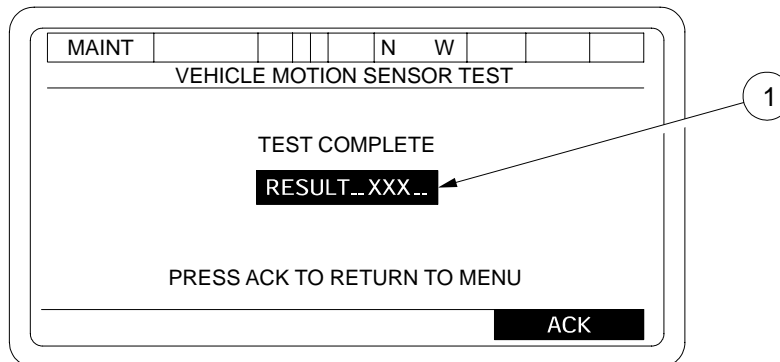 MAINT N W
VEHICLE MOTION SENSOR TEST
1
TEST COMPLETE
RESULT__XXX__
PRESS ACK TO RETURN TO MENU
ACK